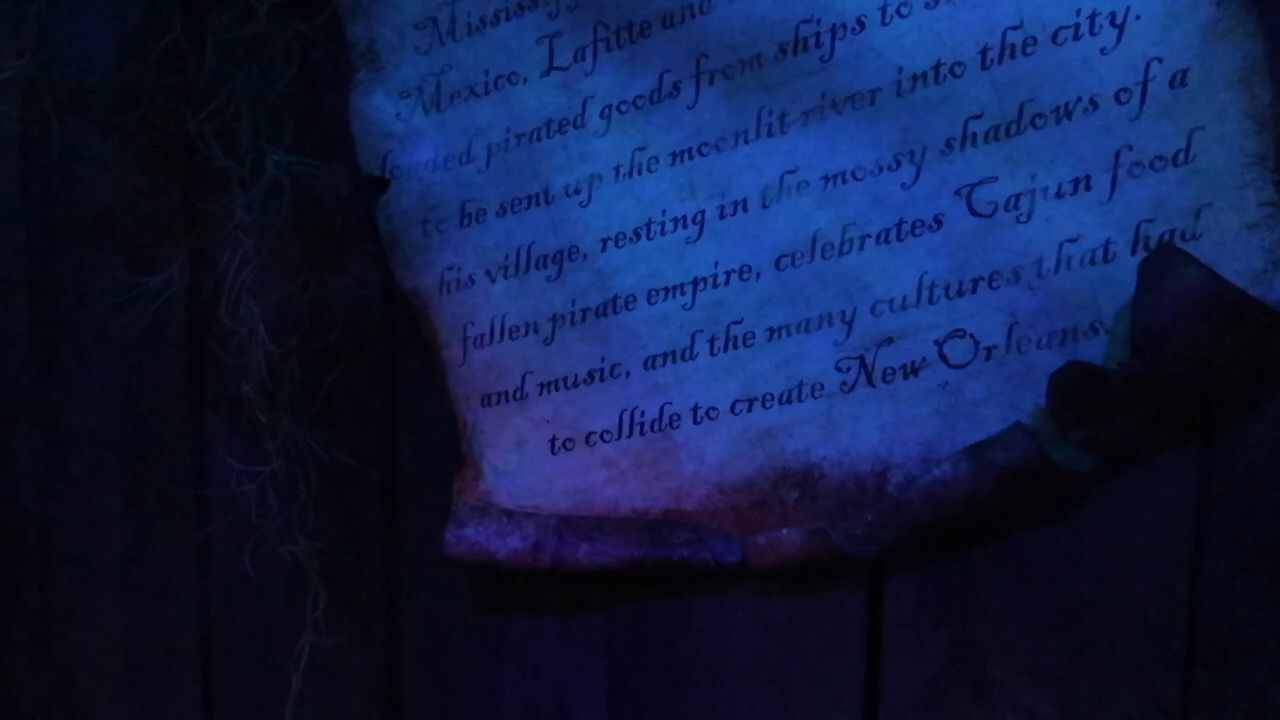 Mexico, Lafitte and
loaded pirated goods from ships to
to be sent up the moonlit river into the city.
his village, resting in the mossy shadows of a
fallen pirate empire, celebrates Cajun food
and music, and the many cultures that had
to collide to create New Orleans.